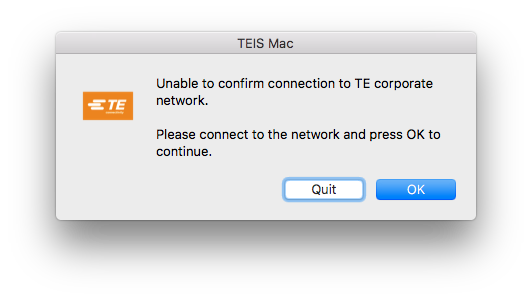 TEIS Mac
Unable to confirm connection to TE corporate
network.
TE
Please connect to the network and press OK to
continue.
Quit
OK